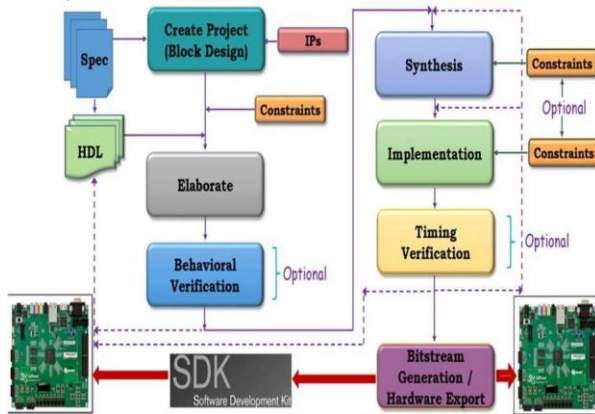 Spec
Create Project
(Block Design)
IPs
HDL
Constraints
Elaborate
Behavioral
Verification
Optional
Synthesis
Constraints
Optional
Implementation
Constraints
Timing
Verification
Optional
SDK
Software Development Kit
Bitstream
Generation /
Hardware Export